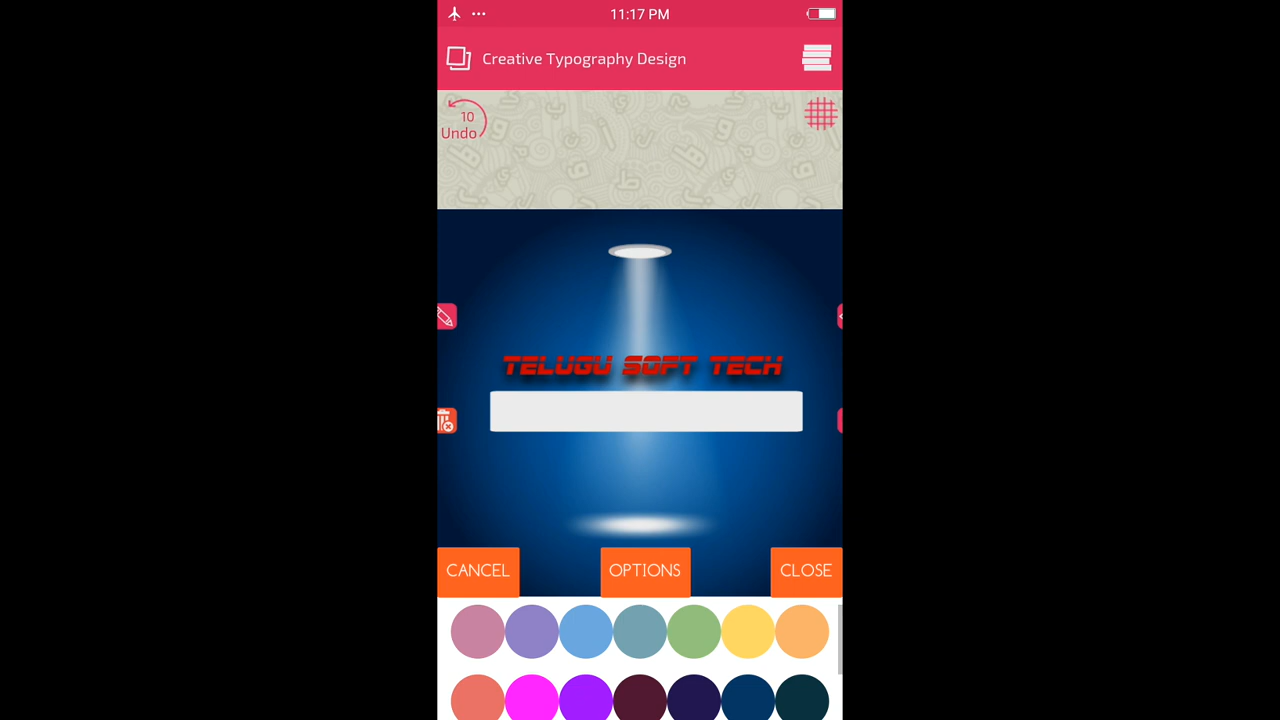 11:17 PM
Creative Typography Design
10
Undo
TELUGU SOFT TECH
CANCEL
OPTIONS
CLOSE